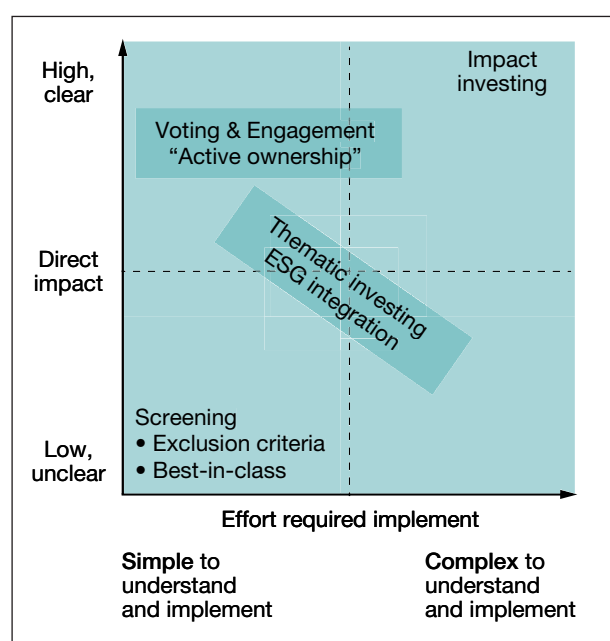 High,
clear
Impact
investing
Voting & Engagement
“Active ownership”
Direct
impact
Thematic investing
ESG integration
Low,
unclear
Screening
• Exclusion criteria
• Best-in-class
Effort required implement
Simple to
understand
and implement
Complex to
understand
and implement